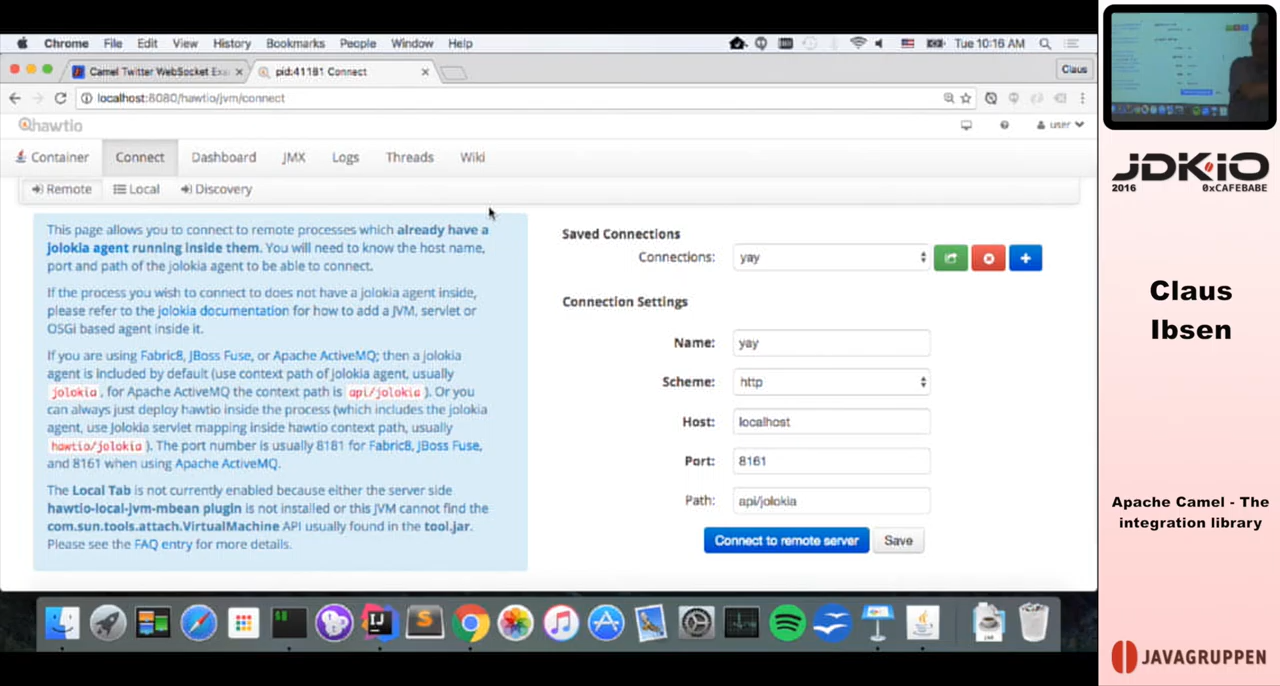 Chrome File Edit View History Bookmarks People Window Help
Tue 10:16 AM
Camel Twitter WebSocket Exa
pid:41181 Connect
Claus
localhost:8080/hawtio/jvm/connect
hawtio
user
Container Connect Dashboard JMX Logs Threads Wiki
Remote Local Discovery
This page allows you to connect to remote processes which already have a
jolokia agent running inside them. You will need to know the host name,
port and path of the jolokia agent to be able to connect.
If the process you wish to connect to does not have a jolokia agent inside,
please refer to the jolokia documentation for how to add a JVM, servlet or
OSGi based agent inside it.
If you are using Fabric8, JBoss Fuse, or Apache ActiveMQ; then a jolokia
agent is included by default (use context path of jolokia agent, usually
jolokia, for Apache ActiveMQ the context path is api/jolokia). Or you
can always just deploy hawtio inside the process (which includes the jolokia
agent, use Jolokia servlet mapping inside hawtio context path, usually
hawtio/jolokia). The port number is usually 8181 for Fabric8, JBoss Fuse,
and 8161 when using Apache ActiveMQ.
The Local Tab is not currently enabled because either the server side
hawtio-local-jvm-mbean plugin is not installed or this JVM cannot find the
com.sun.tools.attach.VirtualMachine API usually found in the tool.jar.
Please see the FAQ entry for more details.
Saved Connections
Connections: yay
Connection Settings
Name: yay
Scheme: http
Host: localhost
Port: 8161
Path: api/jolokia
Connect to remote server Save
JDKIO
2016 0xCAFEBABE
Claus
Ibsen
Apache Camel - The
integration library
JAVAGRUPPEN